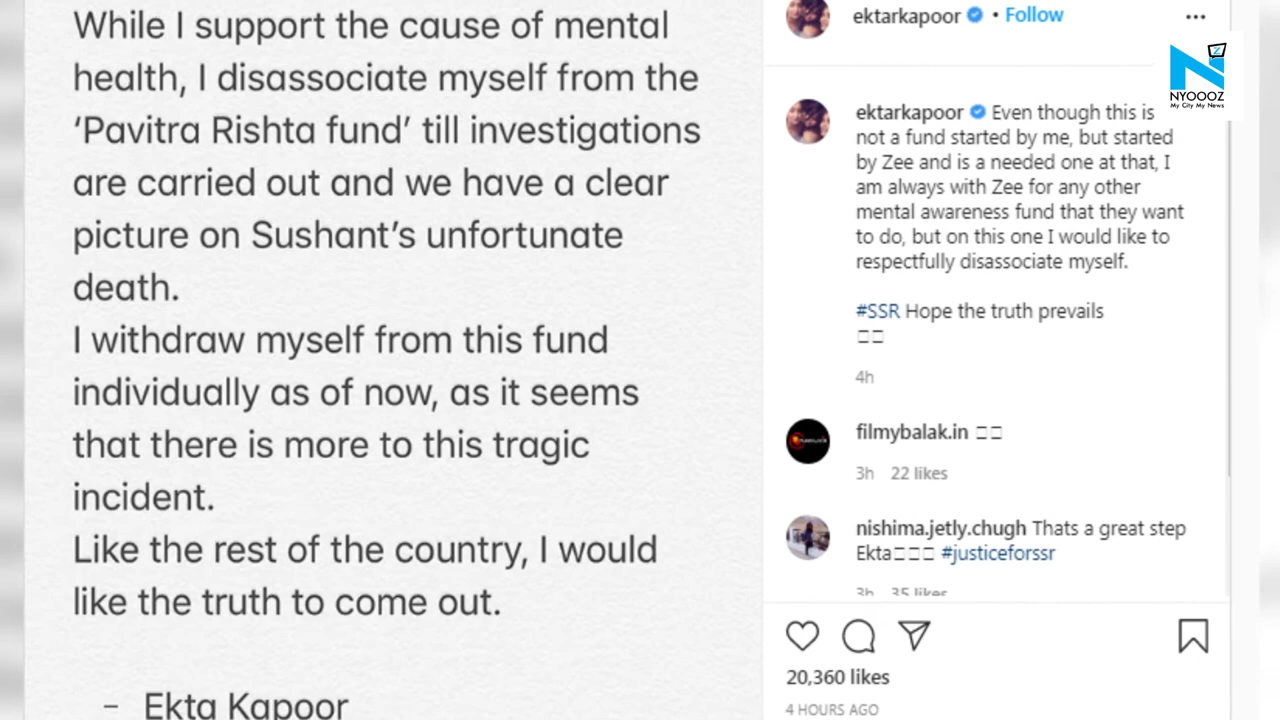 While I support the cause of mental
health, I disassociate myself from the
‘Pavitra Rishta fund’ till investigations
are carried out and we have a clear
picture on Sushant’s unfortunate
death.
I withdraw myself from this fund
individually as of now, as it seems
that there is more to this tragic
incident.
Like the rest of the country, I would
like the truth to come out.
– Ekta Kapoor
ektarkapoor • Follow
NYOOOZ
My City My News
ektarkapoor Even though this is
not a fund started by me, but started
by Zee and is a needed one at that, I
am always with Zee for any other
mental awareness fund that they want
to do, but on this one I would like to
respectfully disassociate myself.
#SSR Hope the truth prevails
4h
filmybalak.in
3h 22 likes
nishima.jetly.chugh Thats a great step
Ekta #justiceforssr
3h 35 likes
20,360 likes
4 HOURS AGO